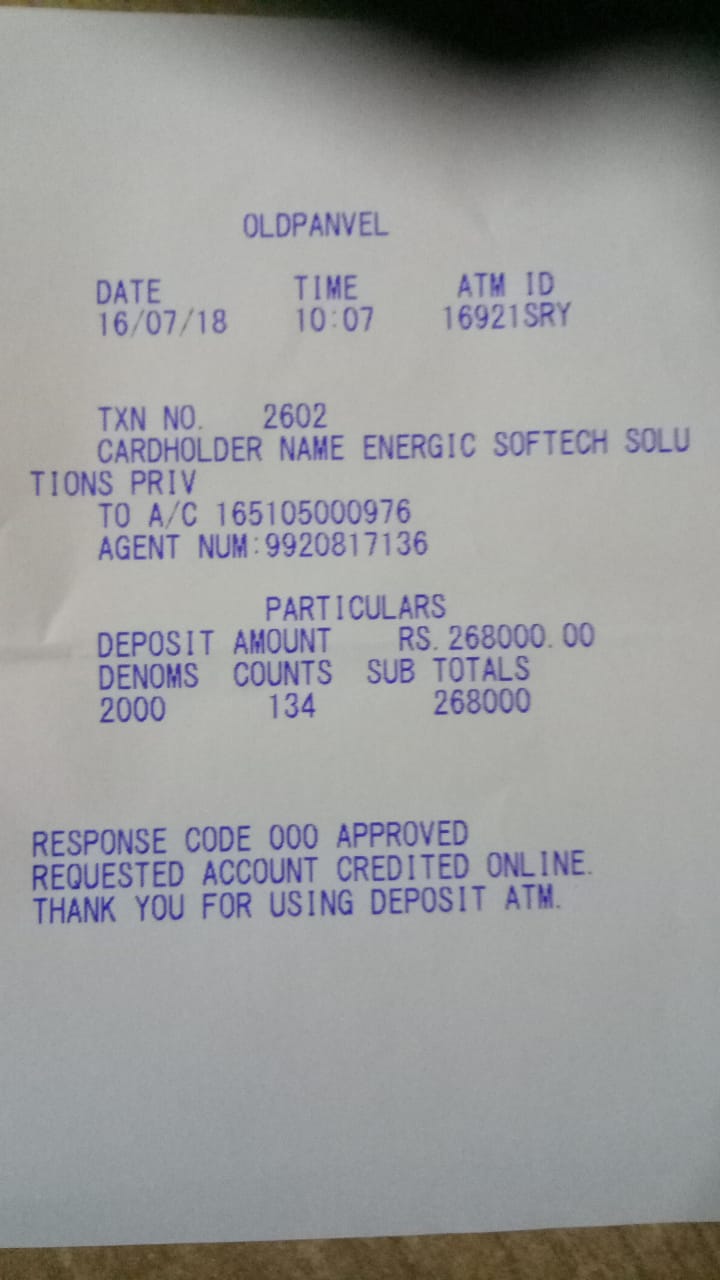 OLDPANVEL
DATE TIME ATM ID
16/07/18 10:07 16921SRY
TXN NO. 2602
CARDHOLDER NAME ENERGIC SOFTECH SOLU
TIONS PRIV
TO A/C 165105000976
AGENT NUM:9920817136
PARTICULARS
DEPOSIT AMOUNT RS. 268000.00
DENOMS COUNTS SUB TOTALS
2000 134 268000
RESPONSE CODE 000 APPROVED
REQUESTED ACCOUNT CREDITED ONLINE.
THANK YOU FOR USING DEPOSIT ATM.